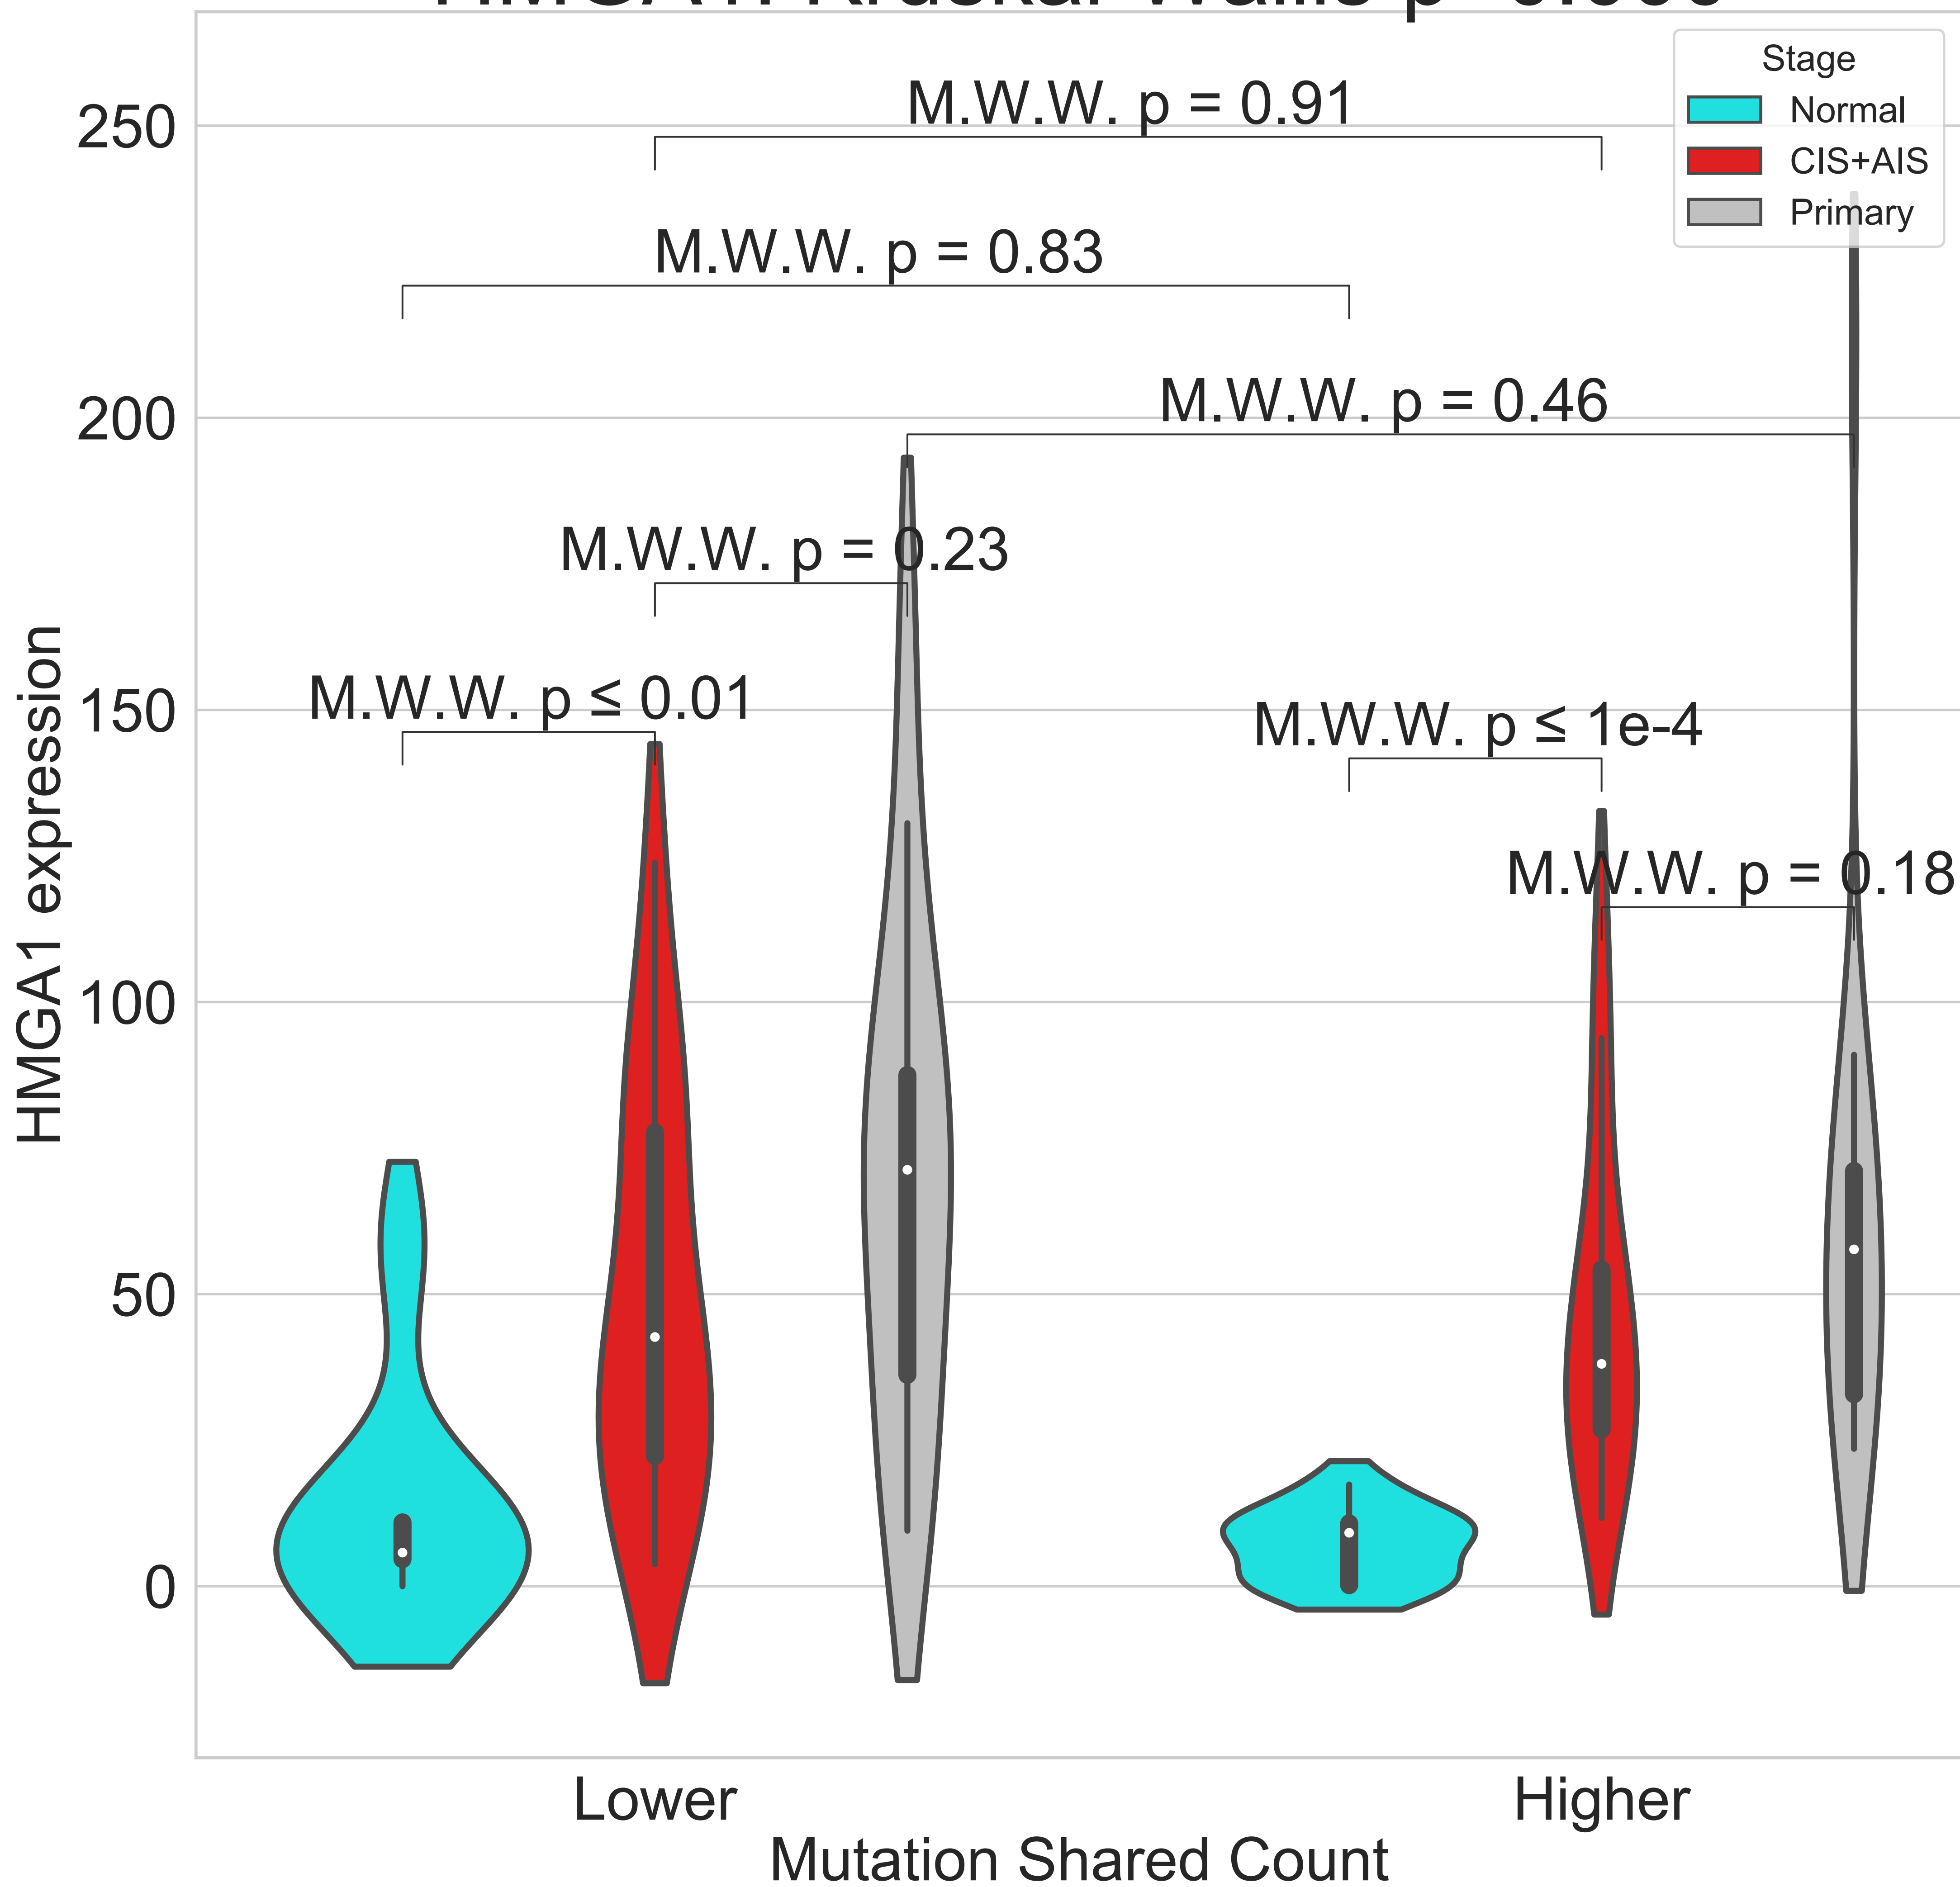 Stage
Normal
CIS+AIS
Primary
M.W.W. p = 0.91
M.W.W. p = 0.83
M.W.W. p = 0.46
M.W.W. p = 0.23
M.W.W. p ≤ 0.01
M.W.W. p ≤ 1e-4
M.W.W. p = 0.18
HMGA1 expression
250
200
150
100
50
0
Lower
Higher
Mutation Shared Count